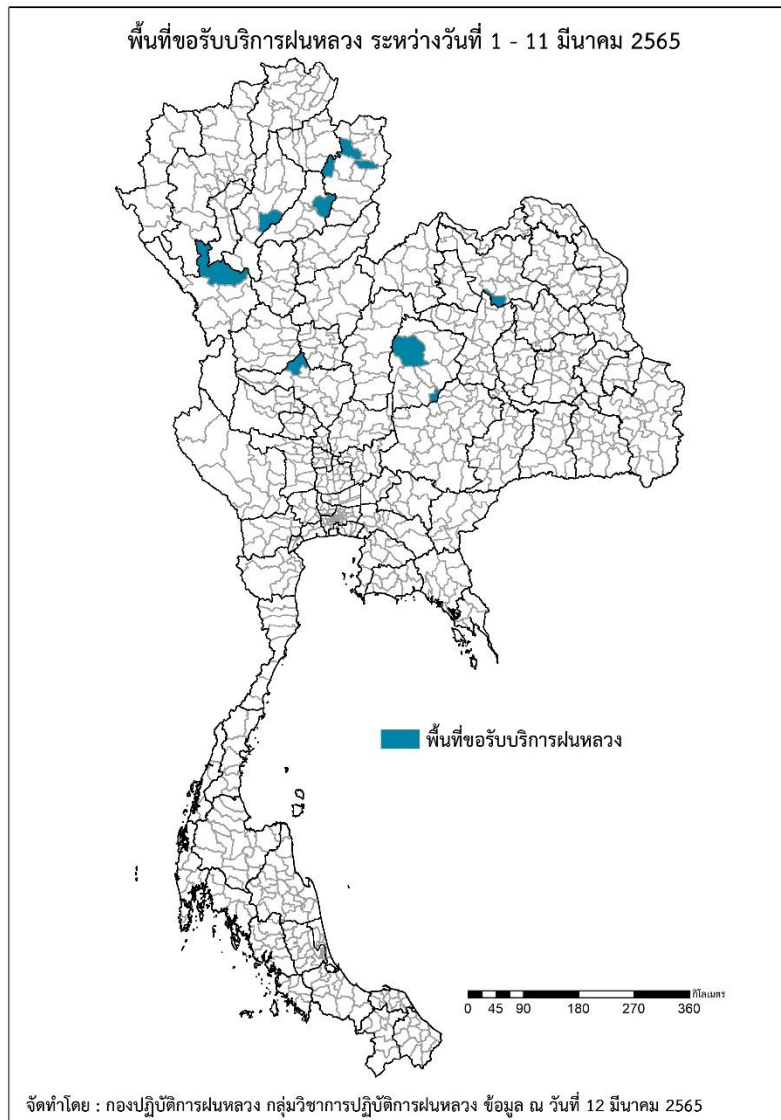 พื้นที่ขอรับบริการฝนหลวง ระหว่างวันที่ 1 - 11 มีนาคม 2565
พื้นที่ขอรับบริการฝนหลวง
กิโลเมตร
0 45 90 180 270 360
จัดทำโดย : กองปฏิบัติการฝนหลวง กลุ่มวิชาการปฏิบัติการฝนหลวง ข้อมูล ณ วันที่ 12 มีนาคม 2565